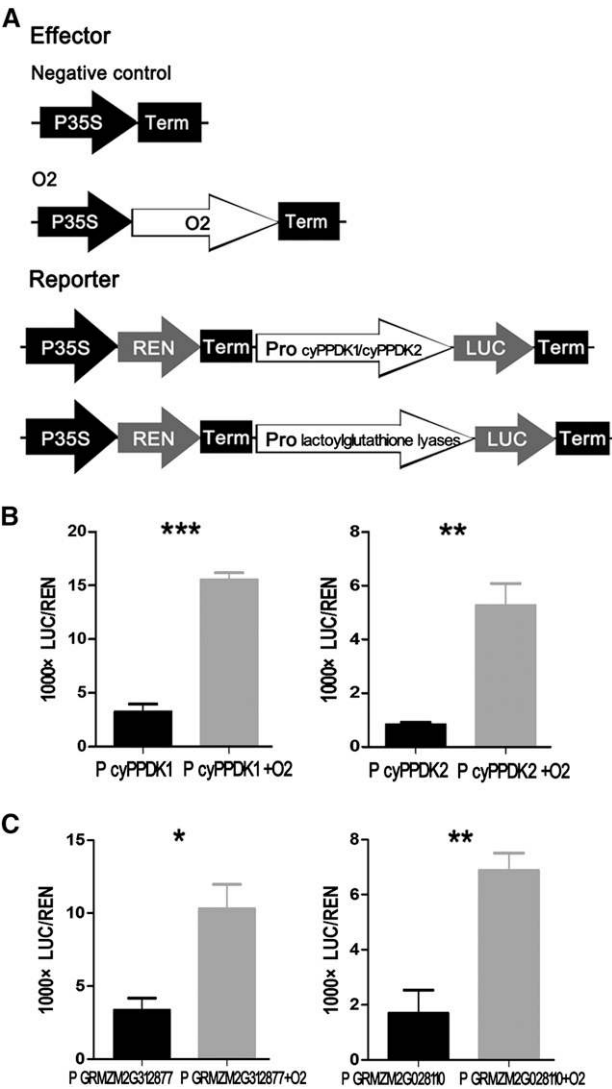 A
Effector
Negative control
P35S Term
O2
P35S O2 Term
Reporter
P35S REN Term Pro cyPPDK1/cyPPDK2 LUC Term
P35S REN Term Pro lactoylglutathione lyases LUC Term
B
*** **
20 8
15 6
10 4
5 2
0 0
1000× LUC/REN 1000× LUC/REN
P cyPPDK1 P cyPPDK1 +O2 P cyPPDK2 P cyPPDK2 +O2
C
* **
15 8
10 6
5 4
0 2
0
1000× LUC/REN 1000× LUC/REN
P GRMZM2G312877 P GRMZM2G312877+O2 P GRMZM2G028110 P GRMZM2G028110+O2